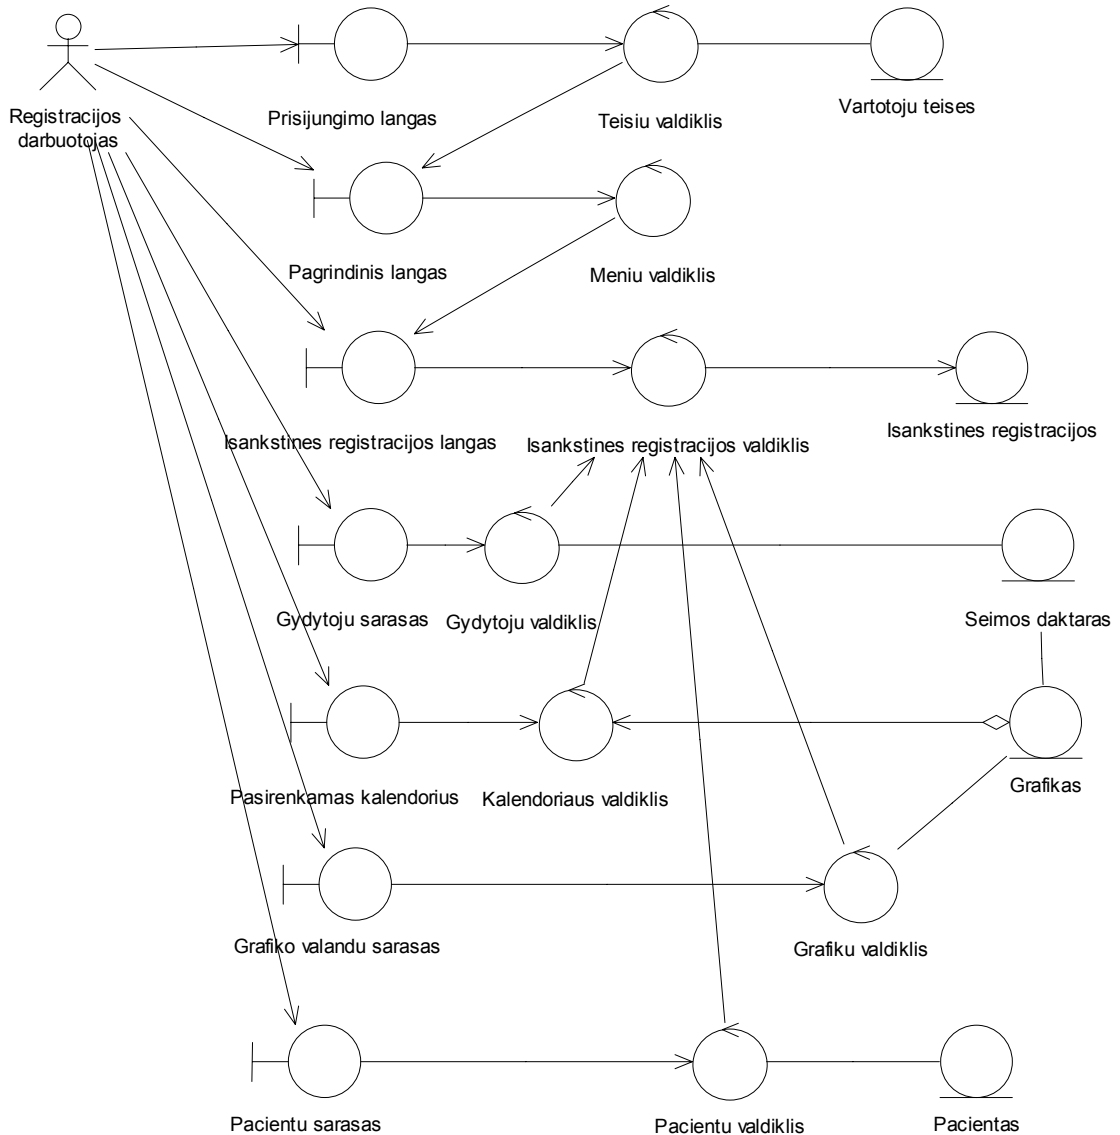 Registracijos
darbuotojas
Prisijungimo langas
Teisiu valdiklis
Vartotoju teises
Pagrindinis langas
Meniu valdiklis
Isankstines registracijos langas
Isankstines registracijos valdiklis
Isankstines registracijos
Gydytoju sarasas
Gydytoju valdiklis
Seimos daktaras
Pasirenkamas kalendorius
Kalendoriaus valdiklis
Grafikas
Grafiko valandu sarasas
Grafiku valdiklis
Pacientu sarasas
Pacientu valdiklis
Pacientas